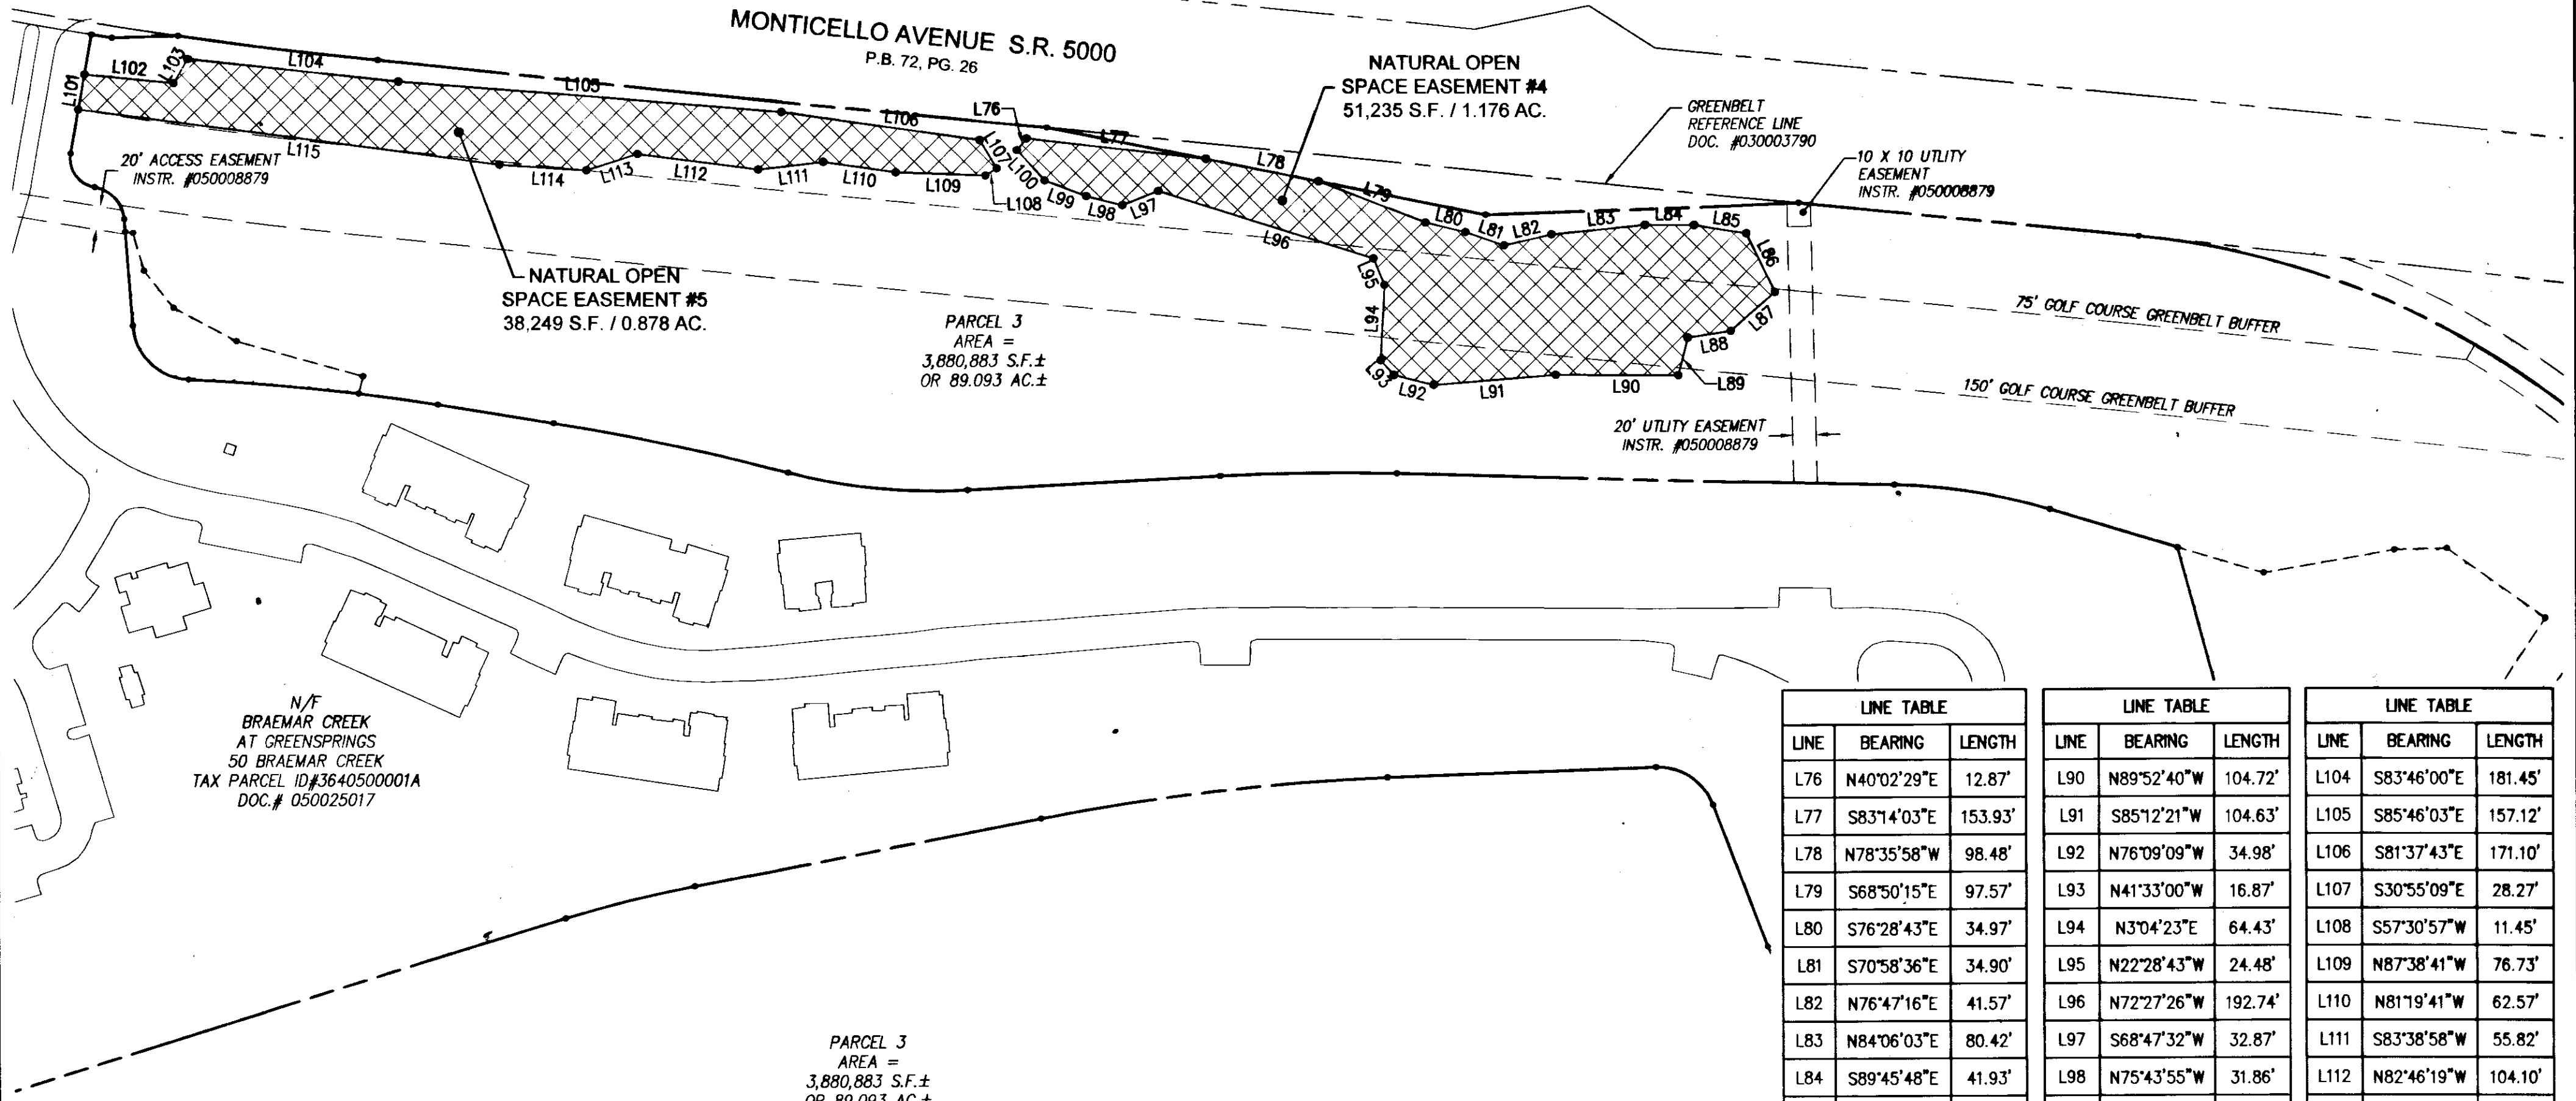 MONTICELLO AVENUE S.R. 5000
P.B. 72, PG. 26
NATURAL OPEN
SPACE EASEMENT #4
51,235 S.F. / 1.176 AC.
GREENBELT
REFERENCE LINE
DOC. #030003790
10 X 10 UTLITY
EASEMENT
INSTR. #050008879
L101
L102
L103
L104
L105
L106
L107
L108
L109
L110
L111
L112
L113
L114
L115
L76
L77
L78
L79
L80
L81
L82
L83
L84
L85
L86
L87
L88
L89
L90
L91
L92
L93
L94
L95
L96
L97
L98
L99
L100
20' ACCESS EASEMENT
INSTR. #050008879
NATURAL OPEN
SPACE EASEMENT #5
38,249 S.F. / 0.878 AC.
PARCEL 3
AREA =
3,880,883 S.F.±
OR 89.093 AC.±
75' GOLF COURSE GREENBELT BUFFER
150' GOLF COURSE GREENBELT BUFFER
20' UTLITY EASEMENT
INSTR. #050008879
N/F
BRAEMAR CREEK
AT GREENSPRINGS
50 BRAEMAR CREEK
TAX PARCEL ID#3640500001A
DOC.# 050025017
PARCEL 3
AREA =
3,880,883 S.F.±
OR 89.093 AC.±
LINE TABLE
LINE BEARING LENGTH
L76 N40°02'29"E 12.87'
L77 S83°14'03"E 153.93'
L78 N78°35'58"W 98.48'
L79 S68°50'15"E 97.57'
L80 S76°28'43"E 34.97'
L81 S70°58'36"E 34.90'
L82 N76°47'16"E 41.57'
L83 N84°06'03"E 80.42'
L84 S89°45'48"E 41.93'
LINE TABLE
LINE BEARING LENGTH
L90 N89°52'40"W 104.72'
L91 S85°12'21"W 104.63'
L92 N76°09'09"W 34.98'
L93 N41°33'00"W 16.87'
L94 N3°04'23"E 64.43'
L95 N22°28'43"W 24.48'
L96 N72°27'26"W 192.74'
L97 S68°47'32"W 32.87'
L98 N75°43'55"W 31.86'
LINE TABLE
LINE BEARING LENGTH
L104 S83°46'00"E 181.45'
L105 S85°46'03"E 157.12'
L106 S81°37'43"E 171.10'
L107 S30°55'09"E 28.27'
L108 S57°30'57"W 11.45'
L109 N87°38'41"W 76.73'
L110 N81°19'41"W 62.57'
L111 S83°38'58"W 55.82'
L112 N82°46'19"W 104.10'